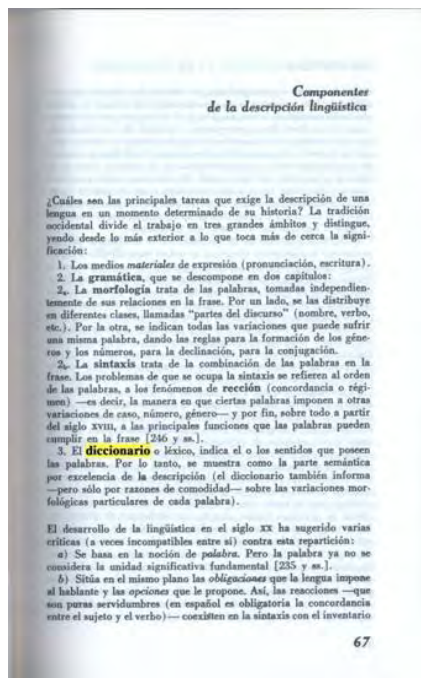 Componentes
de la descripción lingüística
¿Cuáles son las principales tareas que exige la descripción de una
lengua en un momento determinado de su historia? La tradición
occidental divide el trabajo en tres grandes ámbitos y distingue,
yendo desde lo más exterior a lo que toca más de cerca la signi-
ficación:
1. Los medios materiales de expresión (pronunciación, escritura).
2. La gramática, que se descompone en dos capítulos:
2a. La morfología trata de las palabras, tomadas independien-
temente de sus relaciones en la frase. Por un lado, se las distribuye
en diferentes clases, llamadas “partes del discurso” (nombre, verbo,
etc.). Por la otra, se indican todas las variaciones que puede sufrir
una misma palabra, dando las reglas para la formación de los géne-
ros y los números, para la declinación, para la conjugación.
2b. La sintaxis trata de la combinación de las palabras en la
frase. Los problemas de que se ocupa la sintaxis se refieren al orden
de las palabras, a los fenómenos de rección (concordancia o régi-
men) —es decir, la manera en que ciertas palabras imponen a otras
variaciones de caso, número, género— y por fin, sobre todo a partir
del siglo XVIII, a las principales funciones que las palabras pueden
cumplir en la frase [246 y ss.].
3. El diccionario o léxico, indica el o los sentidos que poseen
las palabras. Por lo tanto, se muestra como la parte semántica
por excelencia de la descripción (el diccionario también informa
—pero sólo por razones de comodidad— sobre las variaciones mor-
fológicas particulares de cada palabra).
El desarrollo de la lingüística en el siglo XX ha sugerido varias
críticas (a veces incompatibles entre sí) contra esta repartición:
a) Se basa en la noción de palabra. Pero la palabra ya no se
considera la unidad significativa fundamental [235 y ss.].
b) Sitúa en el mismo plano las obligaciones que la lengua impone
al hablante y las opciones que le propone. Así, las reacciones —que
son puras servidumbres (en español es obligatoria la concordancia
entre el sujeto y el verbo)— coexisten en la sintaxis con el inventario
67